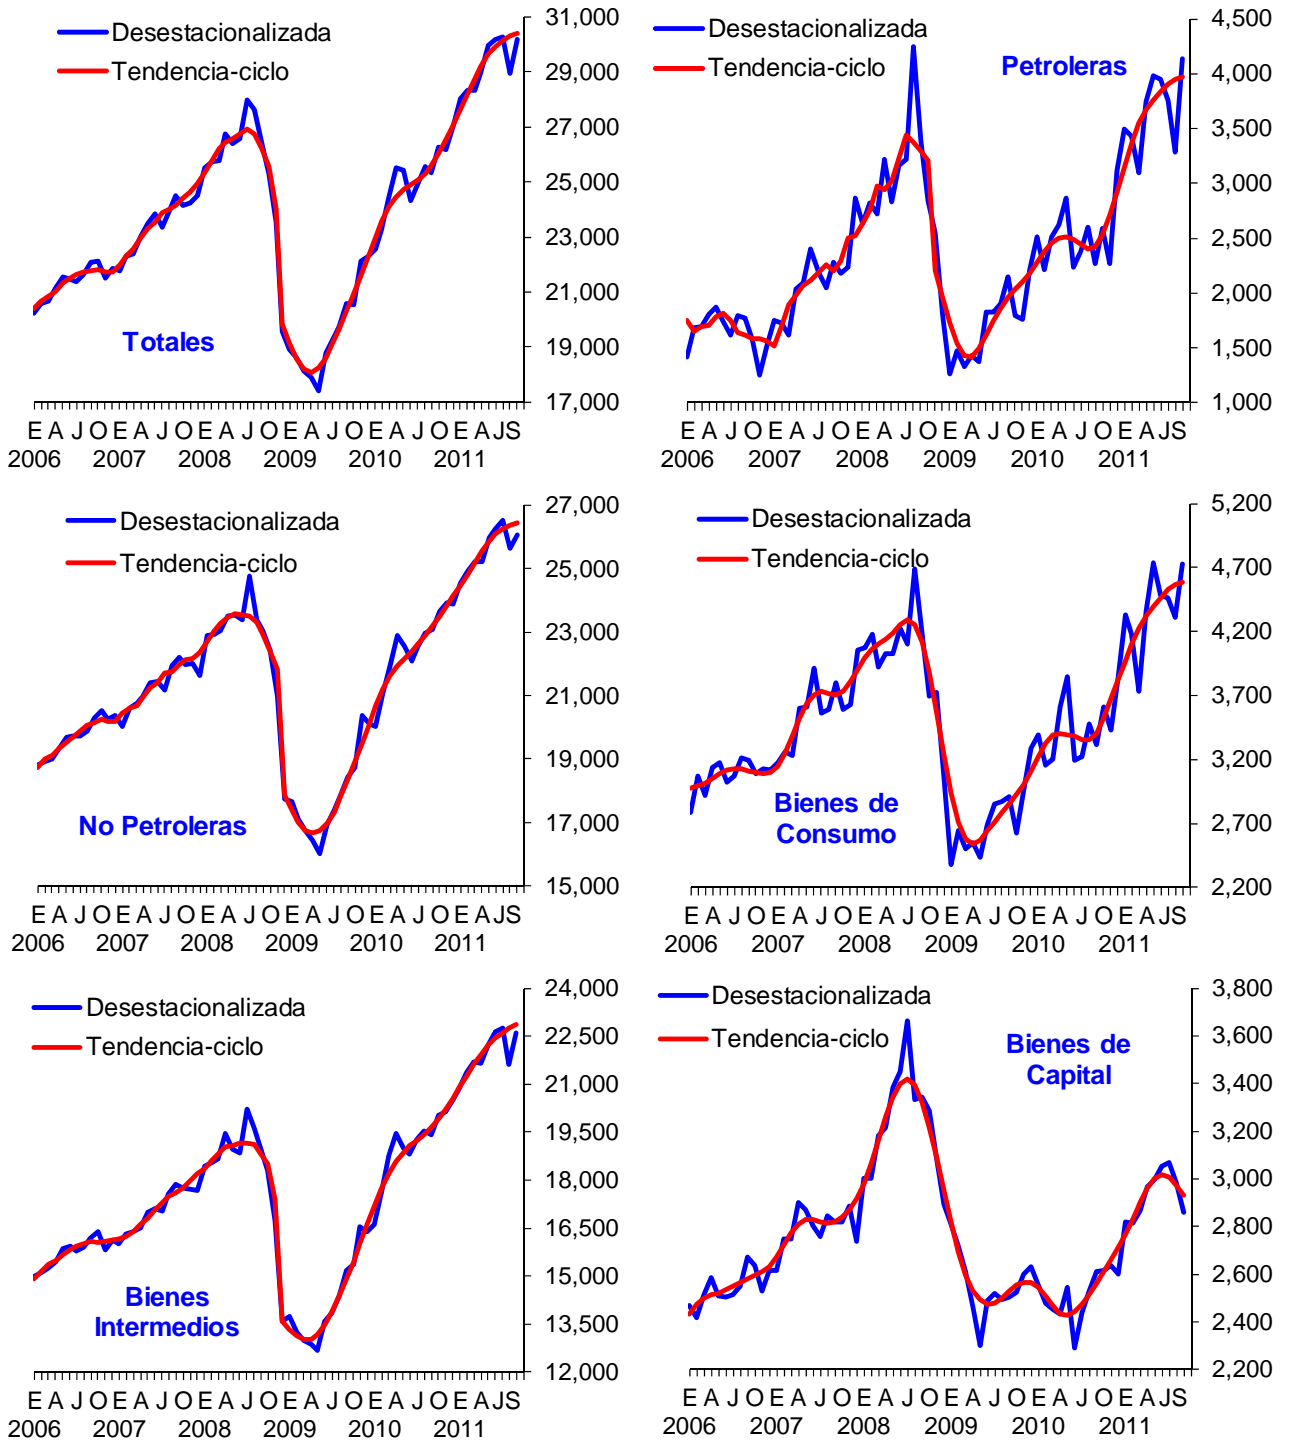 Desestacionalizada
Tendencia-ciclo
Totales
31,000
29,000
27,000
25,000
23,000
21,000
19,000
17,000
E A J O E A J O E A J O E A J O E A J O E A JS
2006 2007 2008 2009 2010 2011
Desestacionalizada
Tendencia-ciclo
Petroleras
4,500
4,000
3,500
3,000
2,500
2,000
1,500
1,000
E A J O E A J O E A J O E A J O E A J O E A JS
2006 2007 2008 2009 2010 2011
Desestacionalizada
Tendencia-ciclo
No Petroleras
27,000
25,000
23,000
21,000
19,000
17,000
15,000
E A J O E A J O E A J O E A J O E A J O E A JS
2006 2007 2008 2009 2010 2011
Desestacionalizada
Tendencia-ciclo
Bienes de
Consumo
5,200
4,700
4,200
3,700
3,200
2,700
2,200
E A J O E A J O E A J O E A J O E A J O E A JS
2006 2007 2008 2009 2010 2011
Desestacionalizada
Tendencia-ciclo
Bienes
Intermedios
24,000
22,500
21,000
19,500
18,000
16,500
15,000
13,500
12,000
E A J O E A J O E A J O E A J O E A J O E A JS
2006 2007 2008 2009 2010 2011
Desestacionalizada
Tendencia-ciclo
Bienes de
Capital
3,800
3,600
3,400
3,200
3,000
2,800
2,600
2,400
2,200
E A J O E A J O E A J O E A J O E A J O E A JS
2006 2007 2008 2009 2010 2011